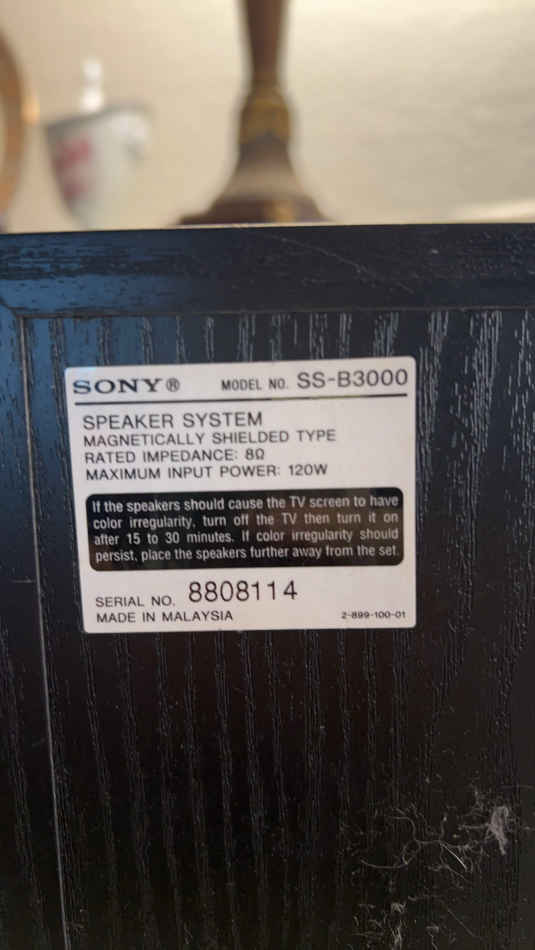 SONY® MODEL NO. SS-B3000
SPEAKER SYSTEM
MAGNETICALLY SHIELDED TYPE
RATED IMPEDANCE: 8Ω
MAXIMUM INPUT POWER: 120W
If the speakers should cause the TV screen to have
color irregularity, turn off the TV then turn it on
after 15 to 30 minutes. If color irregularity should
persist, place the speakers further away from the set.
SERIAL NO. 8808114
MADE IN MALAYSIA 2-899-100-01